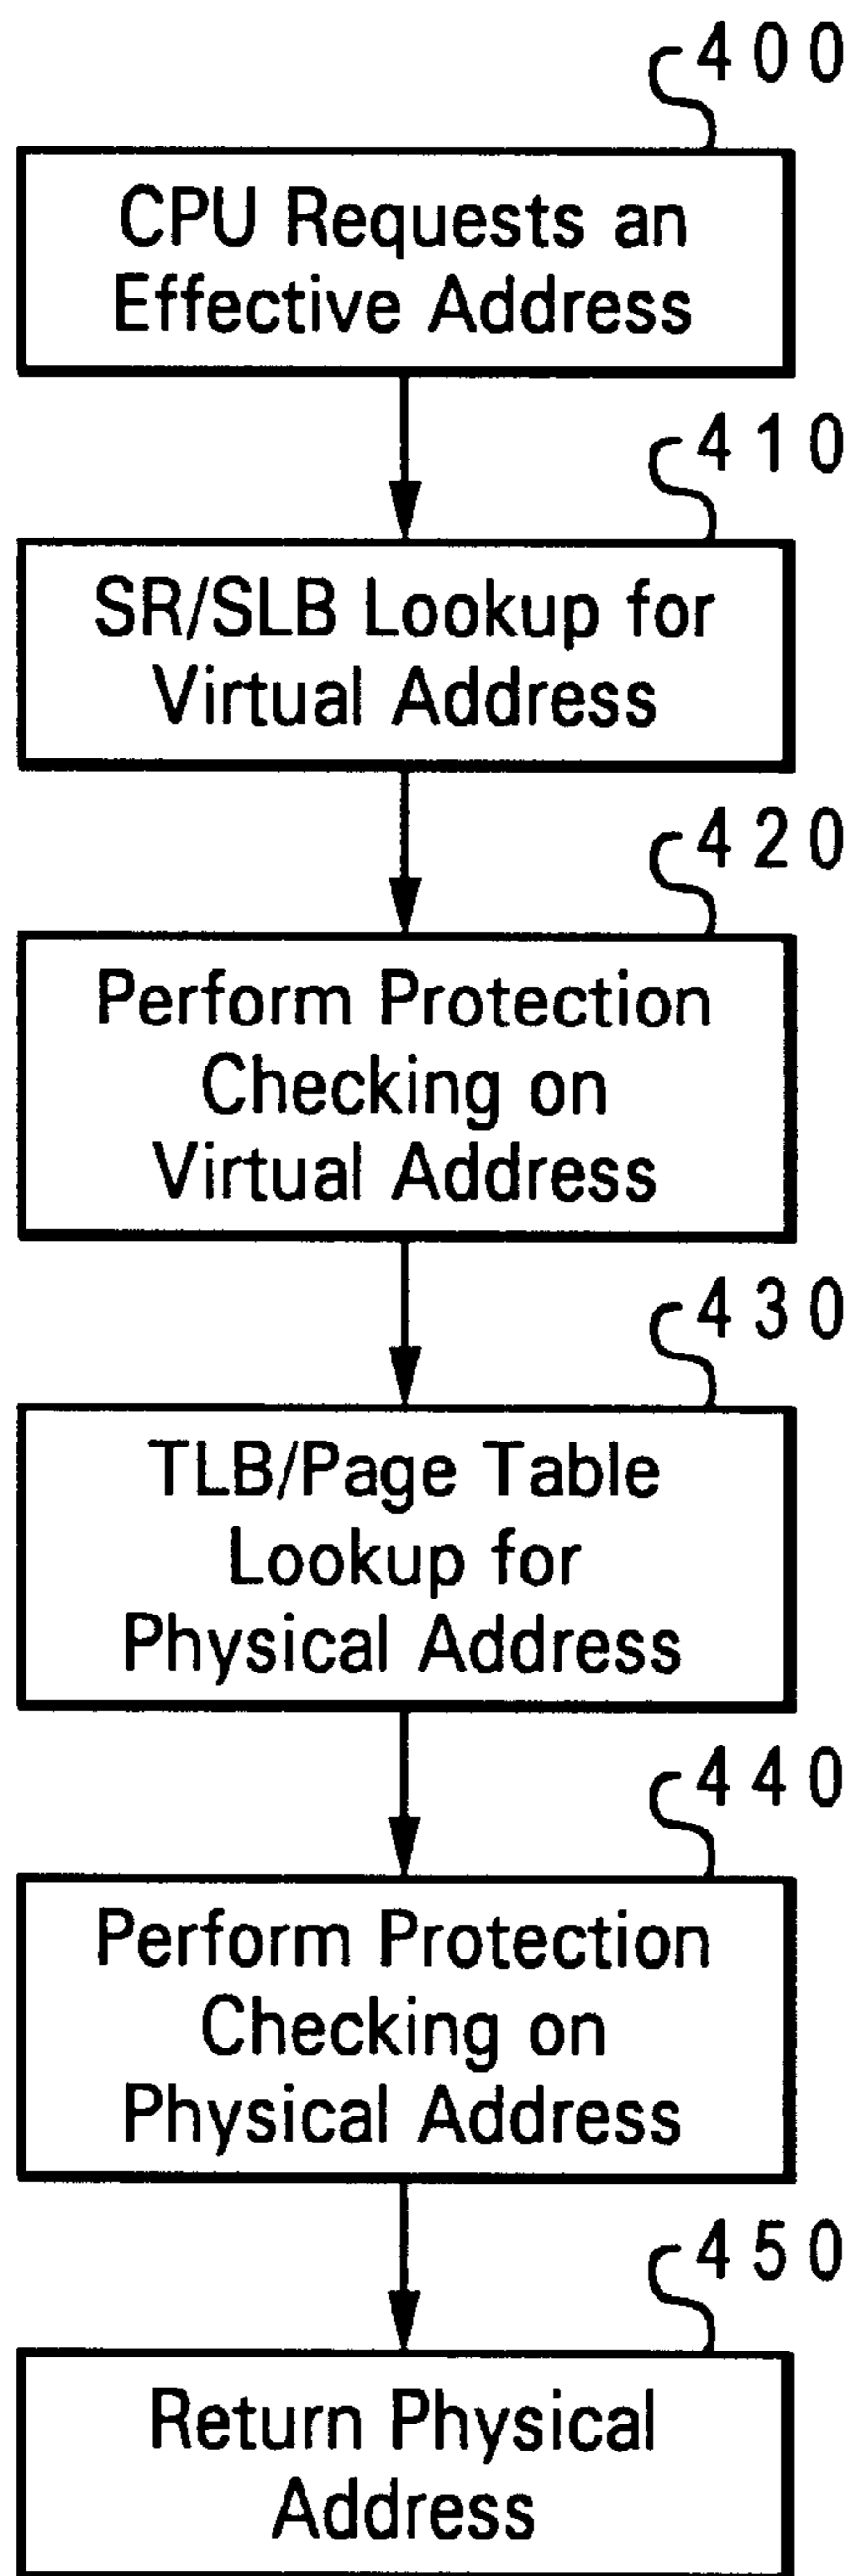 400
CPU Requests an
Effective Address
410
SR/SLB Lookup for
Virtual Address
420
Perform Protection
Checking on
Virtual Address
430
TLB/Page Table
Lookup for
Physical Address
440
Perform Protection
Checking on
Physical Address
450
Return Physical
Address